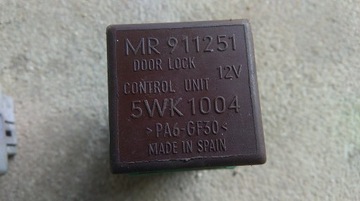 MR 911251
DOOR LOCK
12V
CONTROL UNIT
5WK1004
>PA6-GF30<
MADE IN SPAIN